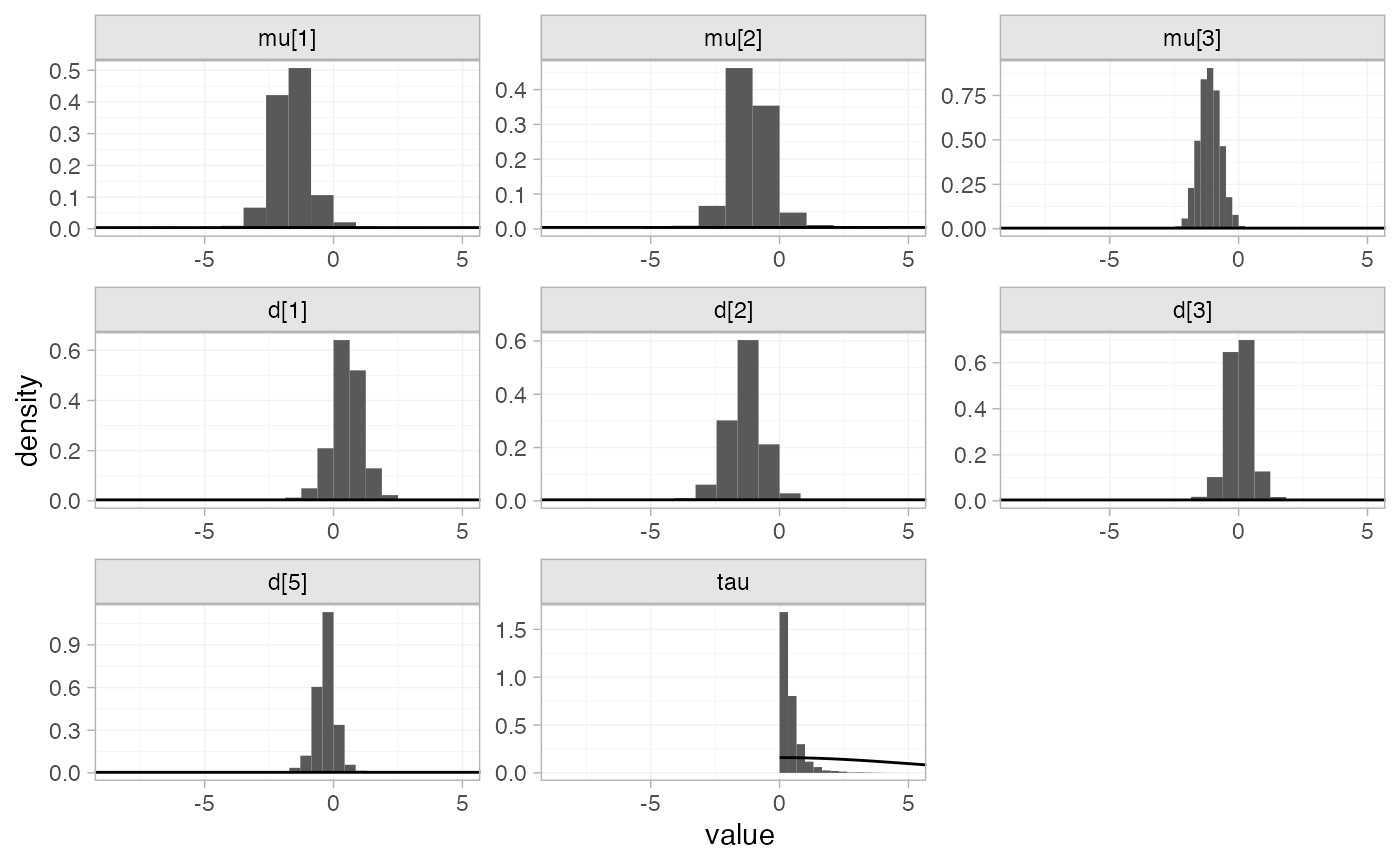 mu[1] mu[2] mu[3]
0.5 0.4 0.3 0.2 0.1 0.0
0.4 0.3 0.2 0.1 0.0
0.75 0.50 0.25 0.00
-5 0 5 -5 0 5 -5 0 5
d[1] d[2] d[3]
0.6 0.4 0.2 0.0
0.6 0.4 0.2 0.0
0.6 0.4 0.2 0.0
-5 0 5 -5 0 5 -5 0 5
density
d[5] tau
0.9 0.6 0.3 0.0
1.5 1.0 0.5 0.0
-5 0 5 -5 0 5
value